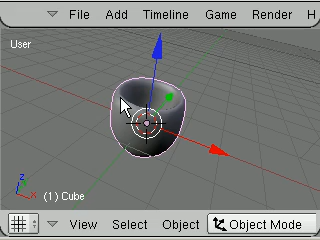 File Add Timeline Game Render H
User
z
x
(1) Cube
View Select Object Object Mode